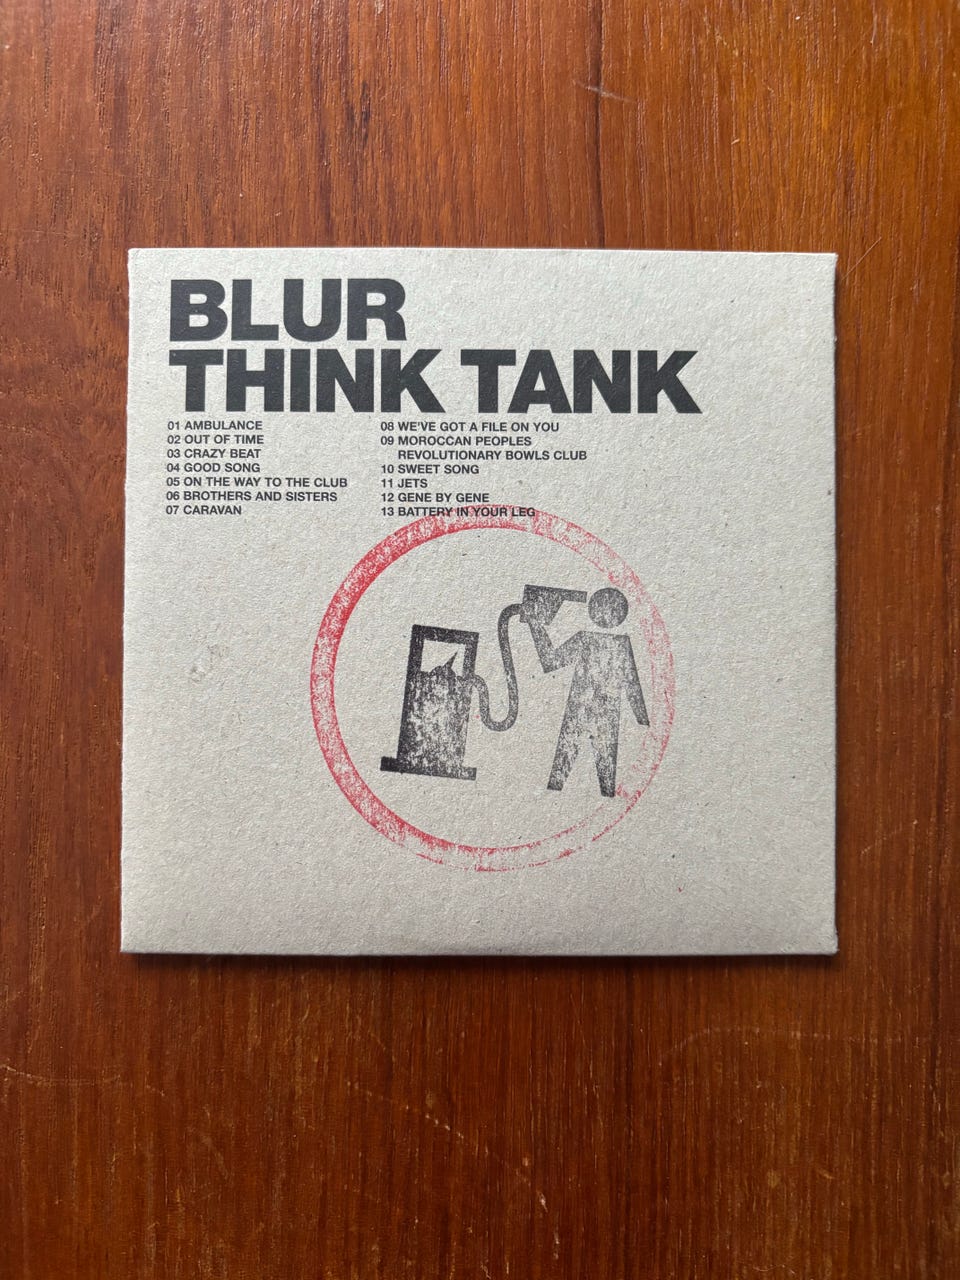 BLUR
THINK TANK
01 AMBULANCE
02 OUT OF TIME
03 CRAZY BEAT
04 GOOD SONG
05 ON THE WAY TO THE CLUB
06 BROTHERS AND SISTERS
07 CARAVAN
08 WE'VE GOT A FILE ON YOU
09 MOROCCAN PEOPLES
REVOLUTIONARY BOWLS CLUB
10 SWEET SONG
11 JETS
12 GENE BY GENE
13 BATTERY IN YOUR LEG